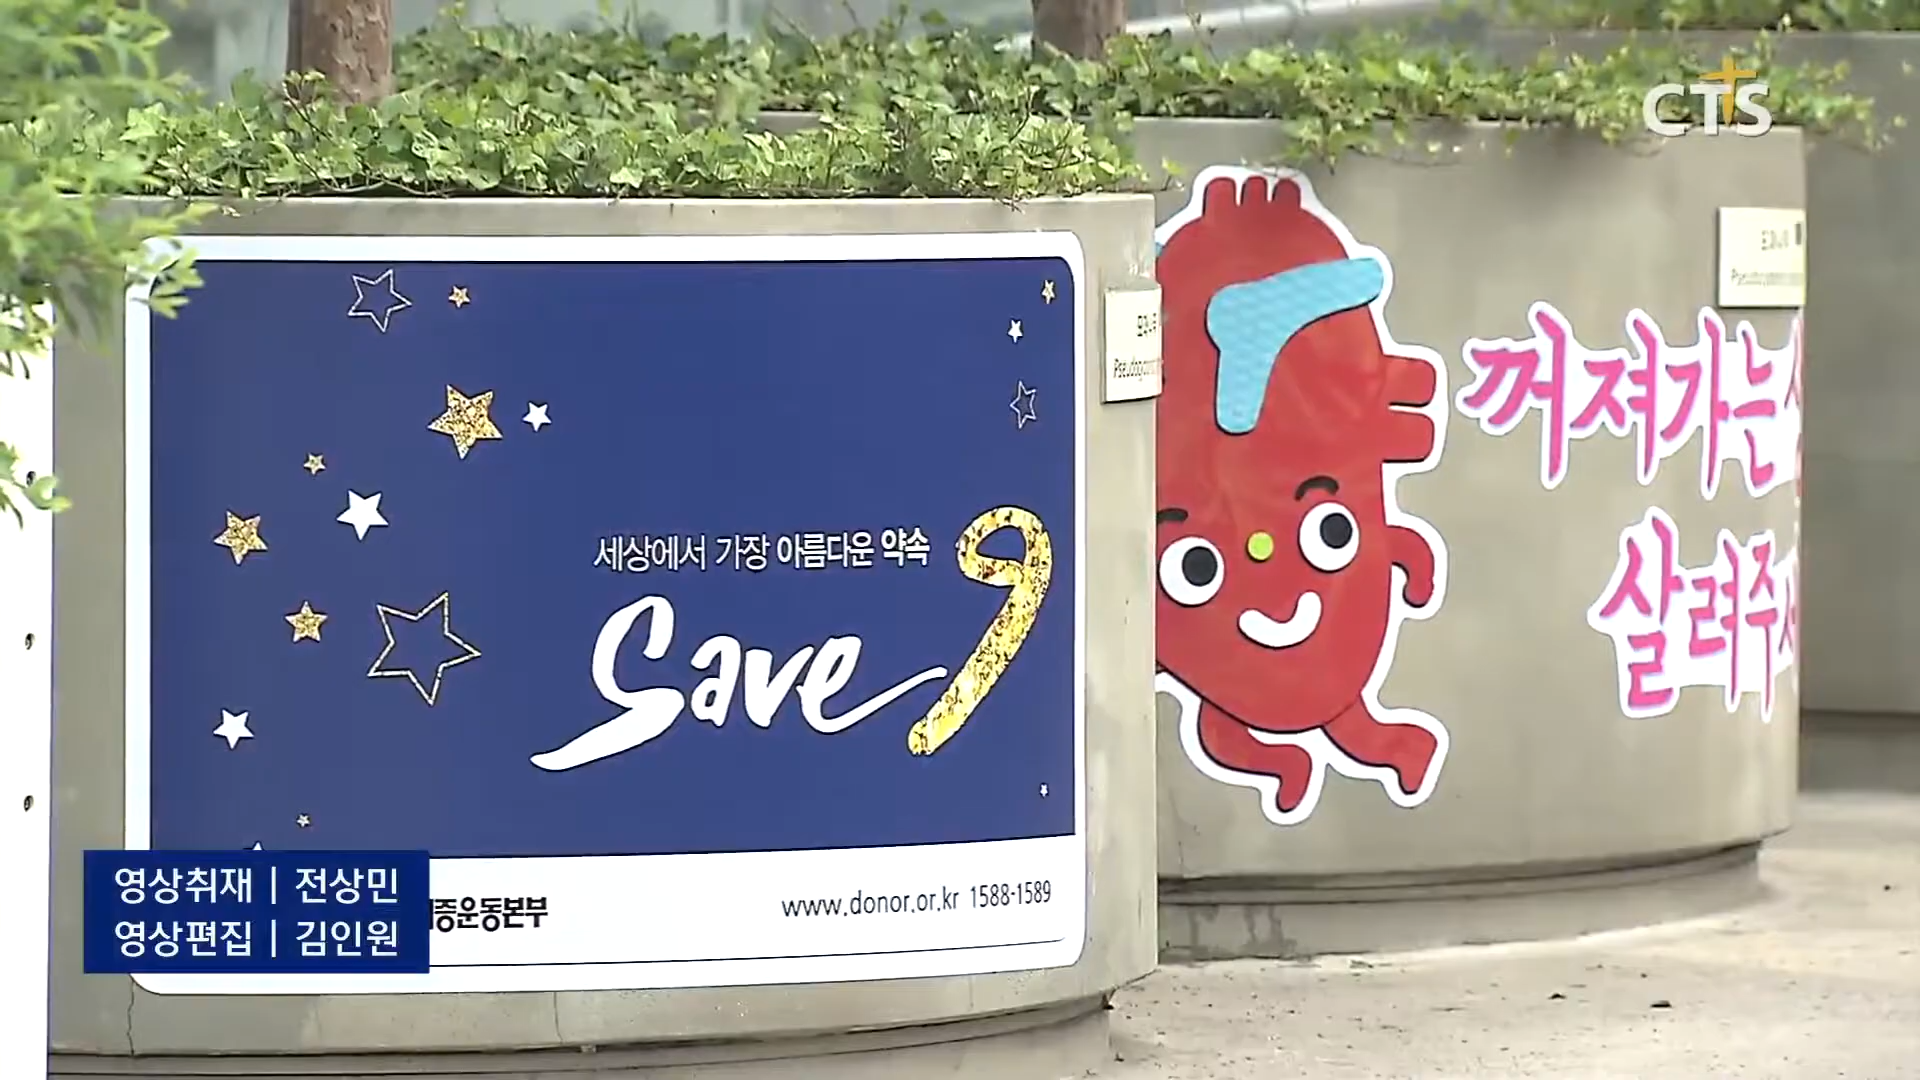 CTS
세상에서 가장 아름다운 약속
Save9
www.donor.or.kr 1588-1589
증운동본부
꺼져가는
살려주
영상취재 | 전상민
영상편집 | 김인원